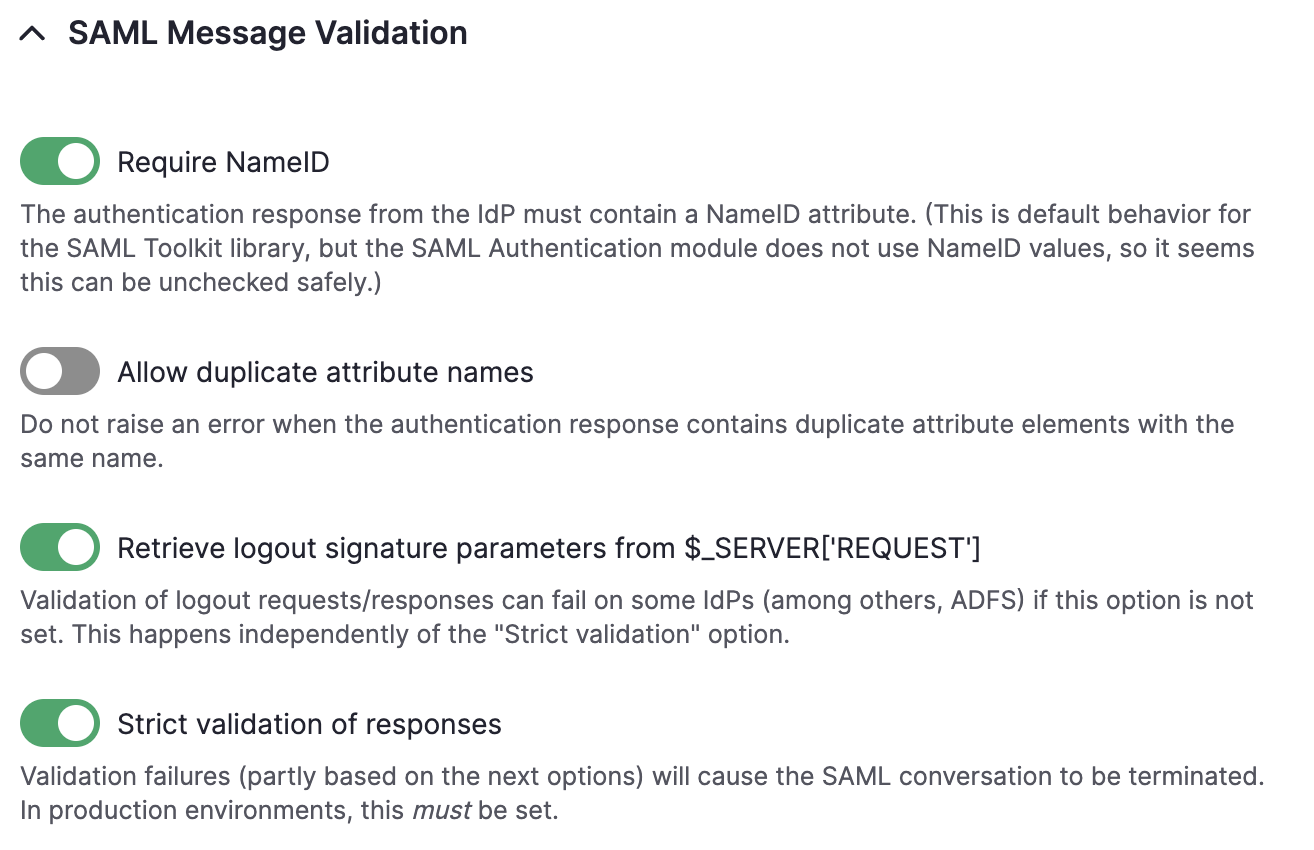 SAML Message Validation
Require NameID
The authentication response from the IdP must contain a NameID attribute. (This is default behavior for
the SAML Toolkit library, but the SAML Authentication module does not use NameID values, so it seems
this can be unchecked safely.)
Allow duplicate attribute names
Do not raise an error when the authentication response contains duplicate attribute elements with the
same name.
Retrieve logout signature parameters from $_SERVER['REQUEST']
Validation of logout requests/responses can fail on some IdPs (among others, ADFS) if this option is not
set. This happens independently of the "Strict validation" option.
Strict validation of responses
Validation failures (partly based on the next options) will cause the SAML conversation to be terminated.
In production environments, this must be set.